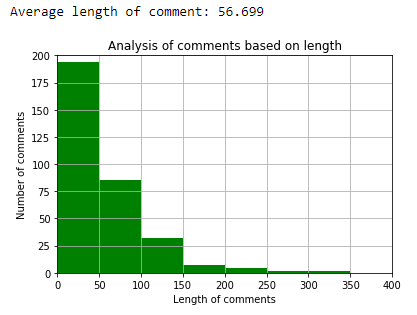 Average length of comment: 56.699
Analysis of comments based on length
200
175
150
125
100
75
50
25
0
Number of comments
0 50 100 150 200 250 300 350 400
Length of comments